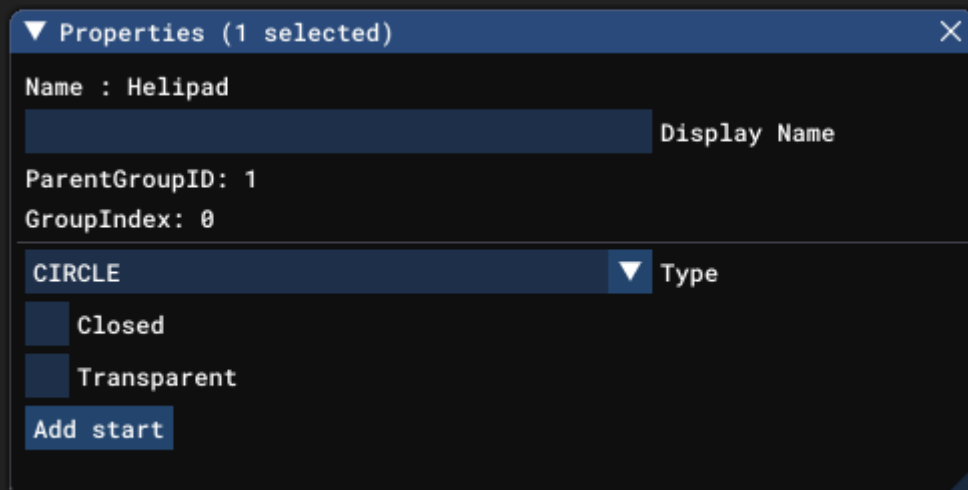 Properties (1 selected)
Name : Helipad
Display Name
ParentGroupID: 1
GroupIndex: 0
CIRCLE Type
Closed
Transparent
Add start